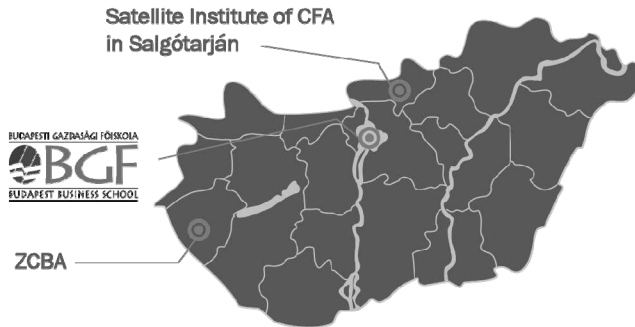 Satellite Institute of CFA
in Salgótarján
BUDAPESTI GAZDASÁGI FŐISKOLA
BGF
BUDAPEST BUSINESS SCHOOL
ZCBA